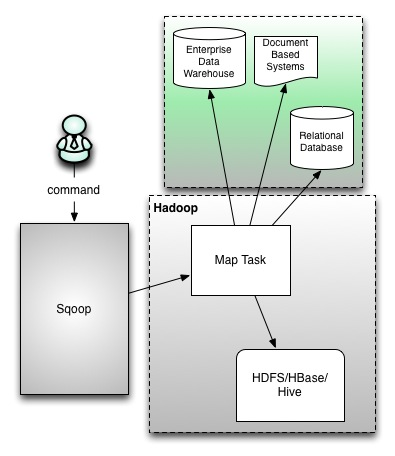 Enterprise
Data
Warehouse
Document
Based
Systems
Relational
Database
command
Hadoop
Sqoop
Map Task
HDFS/HBase/
Hive